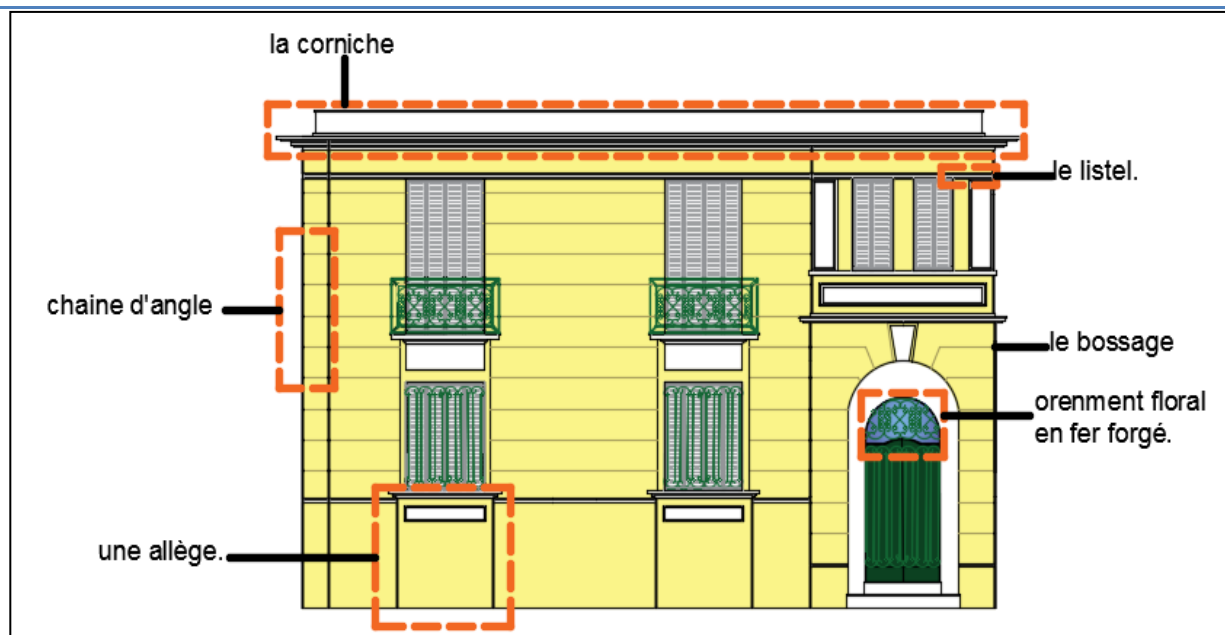 la corniche
le listel.
chaine d'angle
le bossage
orenment floral
en fer forgé.
une allège.